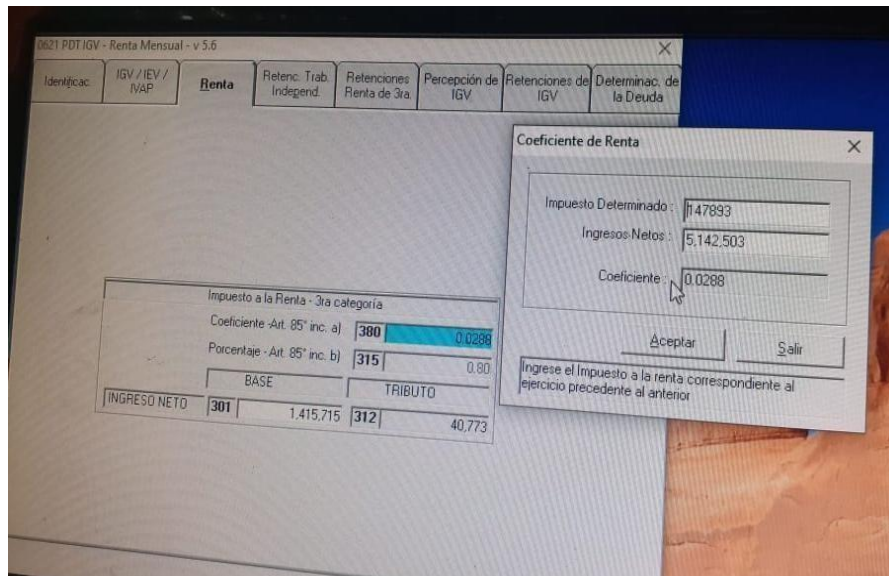 0621 PDT IGV - Renta Mensual - v 5.6
Identificac.
IGV / IEV /
IVAP
Renta
Retenc. Trab.
Independ.
Retenciones
Renta de 3ra.
Percepción de
IGV
Retenciones de
IGV
Determinac. de
la Deuda
Coeficiente de Renta
Impuesto Determinado : 147893
Ingresos Netos : 5,142,503
Coeficiente : 0.0288
Aceptar Salir
Ingrese el Impuesto a la renta correspondiente al
ejercicio precedente al anterior
Impuesto a la Renta - 3ra categoría
Coeficiente -Art. 85° inc. a) 380 0.0288
Porcentaje - Art. 85° inc. b) 315 0.80
BASE TRIBUTO
INGRESO NETO 301 1,415,715 312 40,773